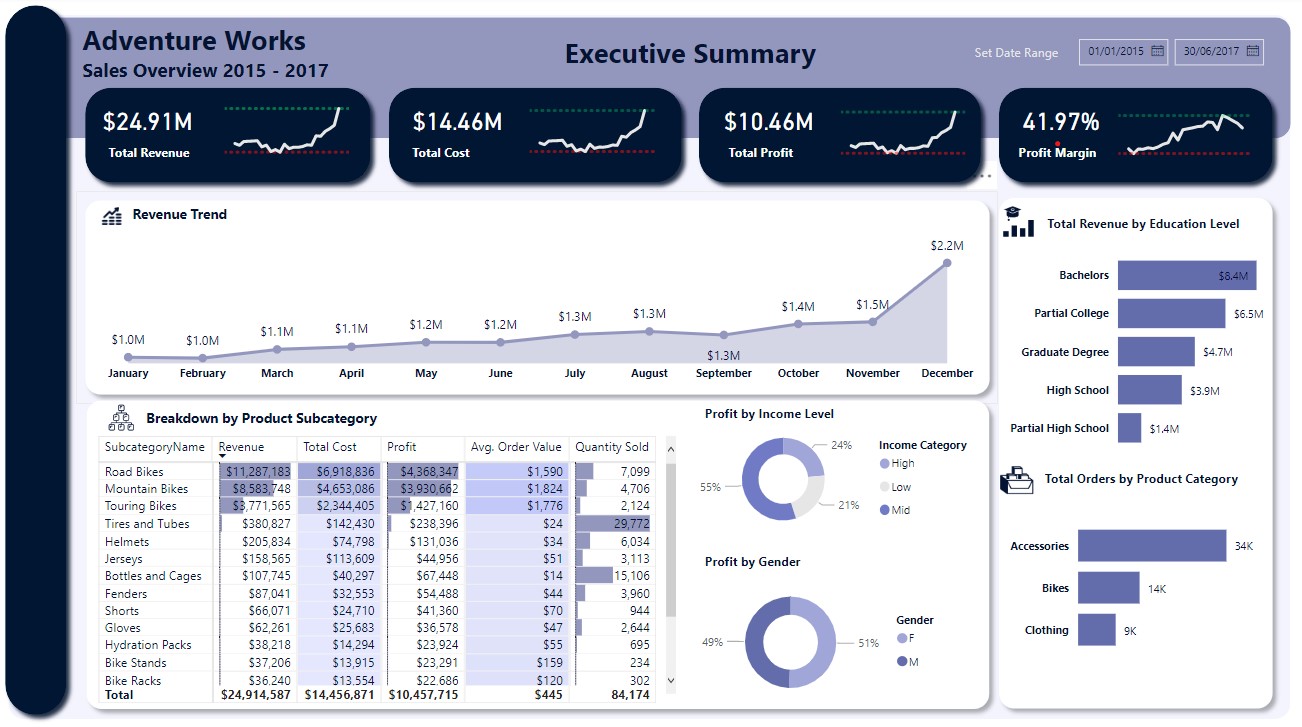 Adventure Works
Sales Overview 2015 - 2017
Executive Summary
Set Date Range 01/01/2015 30/06/2017
$24.91M
Total Revenue
$14.46M
Total Cost
$10.46M
Total Profit
41.97%
Profit Margin
Revenue Trend
$1.0M $1.0M $1.1M $1.1M $1.2M $1.2M $1.3M $1.3M $1.3M $1.4M $1.5M $2.2M
January February March April May June July August September October November December
Total Revenue by Education Level
Bachelors $8.4M
Partial College $6.5M
Graduate Degree $4.7M
High School $3.9M
Partial High School $1.4M
Breakdown by Product Subcategory
SubcategoryName Revenue Total Cost Profit Avg. Order Value Quantity Sold
Road Bikes $11,287,183 $6,918,836 $4,368,347 $1,590 7,099
Mountain Bikes $8,583,748 $4,653,086 $3,930,662 $1,824 4,706
Touring Bikes $3,771,565 $2,344,405 $1,427,160 $1,776 2,124
Tires and Tubes $380,827 $142,430 $238,396 $24 29,772
Helmets $205,834 $74,798 $131,036 $34 6,034
Jerseys $158,565 $113,609 $44,956 $51 3,113
Bottles and Cages $107,745 $40,297 $67,448 $14 15,106
Fenders $87,041 $32,553 $54,488 $44 3,960
Shorts $66,071 $24,710 $41,360 $70 944
Gloves $62,261 $25,683 $36,578 $47 2,644
Hydration Packs $38,218 $14,294 $23,924 $55 695
Bike Stands $37,206 $13,915 $23,291 $159 234
Bike Racks $36,240 $13,554 $22,686 $120 302
Total $24,914,587 $14,456,871 $10,457,715 $445 84,174
Profit by Income Level
24%
55%
21%
Income Category
High
Low
Mid
Profit by Gender
49%
51%
Gender
F
M
Total Orders by Product Category
Accessories 34K
Bikes 14K
Clothing 9K